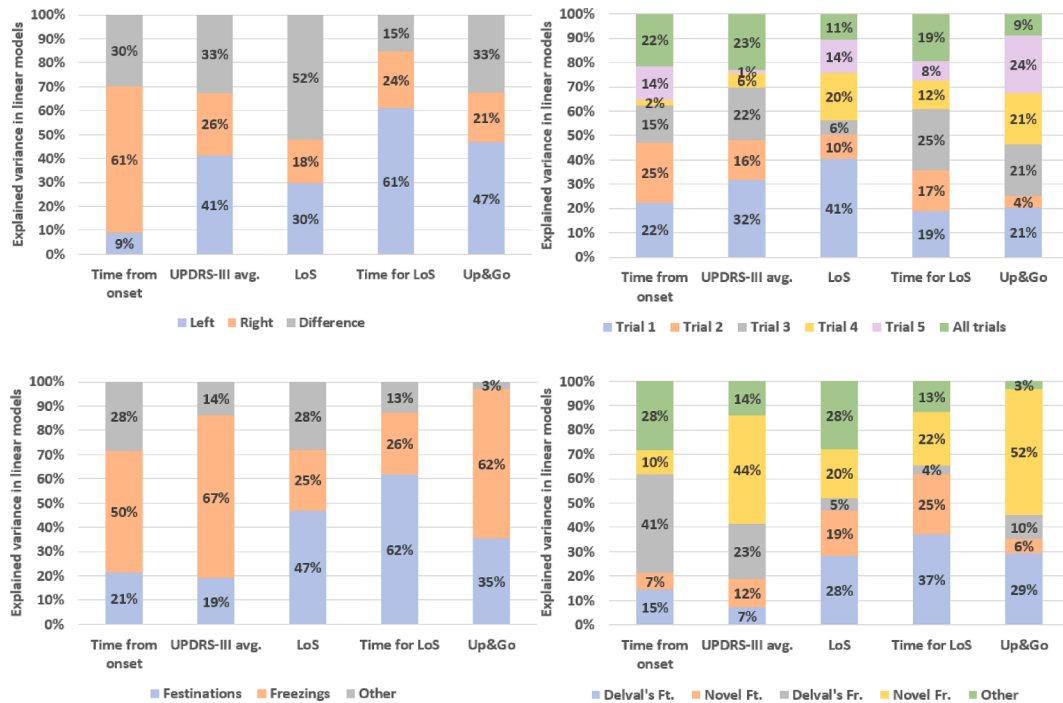 Explained variance in linear models
100%
90%
80%
70%
60%
50%
40%
30%
20%
10%
0%
30% 33% 52% 15% 33%
61% 26% 18% 24% 21%
9% 41% 30% 61% 47%
Time from onset UPDRS-III avg. LoS Time for LoS Up&Go
Left Right Difference
Explained variance in linear models
100%
90%
80%
70%
60%
50%
40%
30%
20%
10%
0%
22% 23% 11% 19% 9%
14% 1% 14% 8% 24%
2% 6% 20% 12% 21%
15% 22% 6% 25% 21%
25% 16% 10% 17% 4%
22% 32% 41% 19% 21%
Time from onset UPDRS-III avg. LoS Time for LoS Up&Go
Trial 1 Trial 2 Trial 3 Trial 4 Trial 5 All trials
Explained variance in linear models
100%
90%
80%
70%
60%
50%
40%
30%
20%
10%
0%
28% 14% 28% 13% 3%
50% 67% 25% 26% 62%
21% 19% 47% 62% 35%
Time from onset UPDRS-III avg. LoS Time for LoS Up&Go
Festinations Freezings Other
Explained variance in linear models
100%
90%
80%
70%
60%
50%
40%
30%
20%
10%
0%
28% 14% 28% 13% 3%
10% 44% 20% 22% 52%
41% 23% 5% 4% 10%
7% 12% 19% 25% 6%
15% 7% 28% 37% 29%
Time from onset UPDRS-III avg. LoS Time for LoS Up&Go
Delval's Ft. Novel Ft. Delval's Fr. Novel Fr. Other